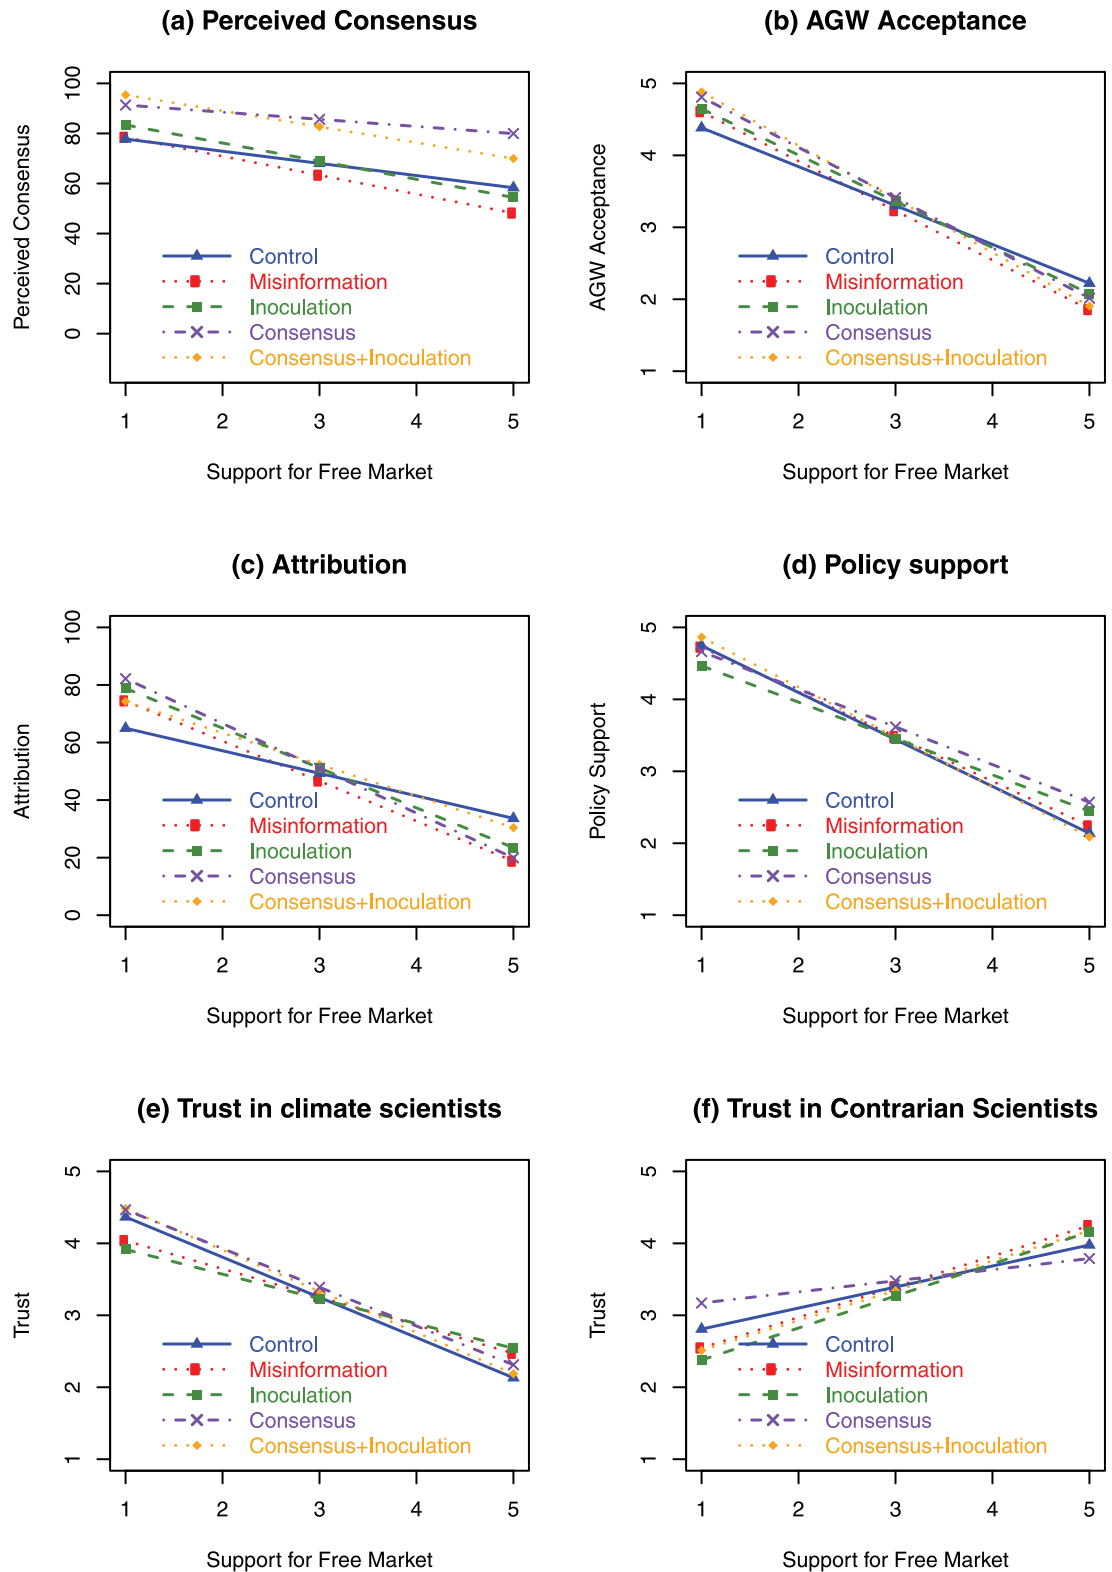 (a) Perceived Consensus
Perceived Consensus
100
80
60
40
20
0
Control
Misinformation
Inoculation
Consensus
Consensus+Inoculation
1 2 3 4 5
Support for Free Market
(b) AGW Acceptance
AGW Acceptance
5
4
3
2
1
Control
Misinformation
Inoculation
Consensus
Consensus+Inoculation
1 2 3 4 5
Support for Free Market
(c) Attribution
Attribution
100
80
60
40
20
0
Control
Misinformation
Inoculation
Consensus
Consensus+Inoculation
1 2 3 4 5
Support for Free Market
(d) Policy support
Policy Support
5
4
3
2
1
Control
Misinformation
Inoculation
Consensus
Consensus+Inoculation
1 2 3 4 5
Support for Free Market
(e) Trust in climate scientists
Trust
5
4
3
2
1
Control
Misinformation
Inoculation
Consensus
Consensus+Inoculation
1 2 3 4 5
Support for Free Market
(f) Trust in Contrarian Scientists
Trust
5
4
3
2
1
Control
Misinformation
Inoculation
Consensus
Consensus+Inoculation
1 2 3 4 5
Support for Free Market